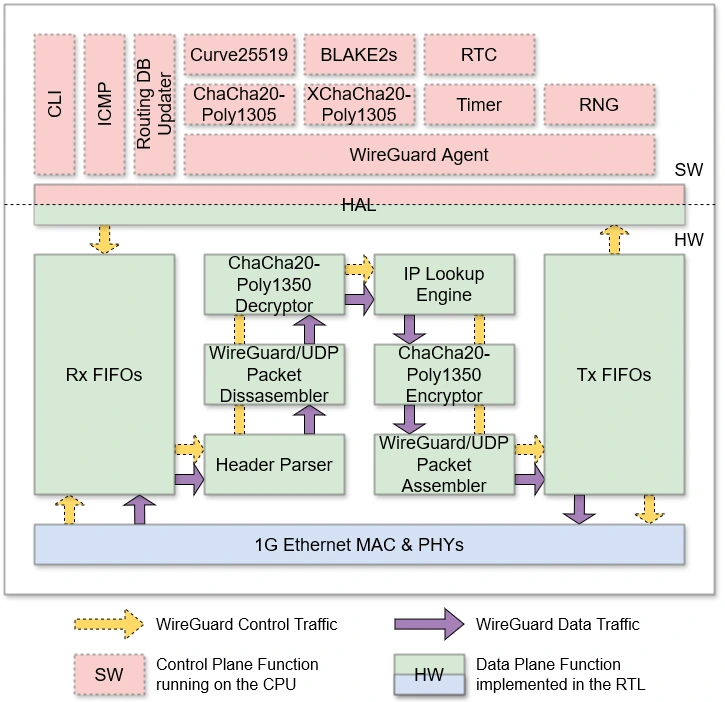 CLI
ICMP
Routing DB
Updater
Curve25519
BLAKE2s
RTC
ChaCha20-
Poly1305
XChaCha20-
Poly1305
Timer
RNG
WireGuard Agent
SW
HAL
HW
Rx FIFOs
ChaCha20-
Poly1350
Decryptor
IP Lookup
Engine
WireGuard/UDP
Packet
Dissasembler
ChaCha20-
Poly1350
Encryptor
Tx FIFOs
Header Parser
WireGuard/UDP
Packet
Assembler
1G Ethernet MAC & PHYs
WireGuard Control Traffic
WireGuard Data Traffic
SW
Control Plane Function
running on the CPU
HW
Data Plane Function
implemented in the RTL